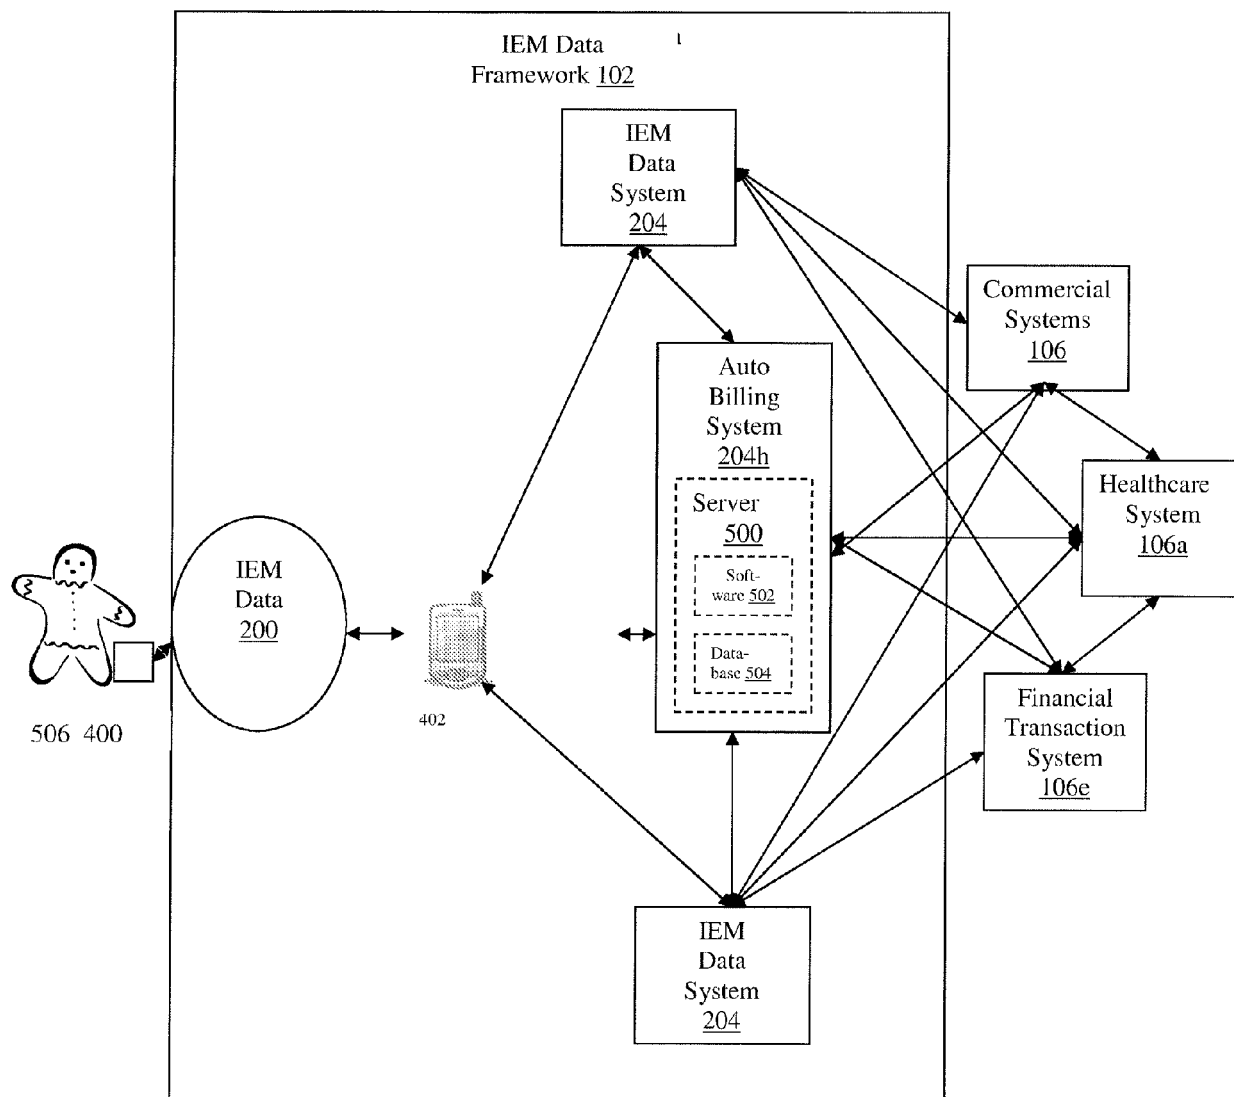 IEM Data
Framework 102
IEM
Data
System
204
Commercial
Systems
106
Auto
Billing
System
204h
Server
500
Soft-
ware 502
Data-
base 504
Healthcare
System
106a
IEM
Data
200
402
506 400
Financial
Transaction
System
106e
IEM
Data
System
204